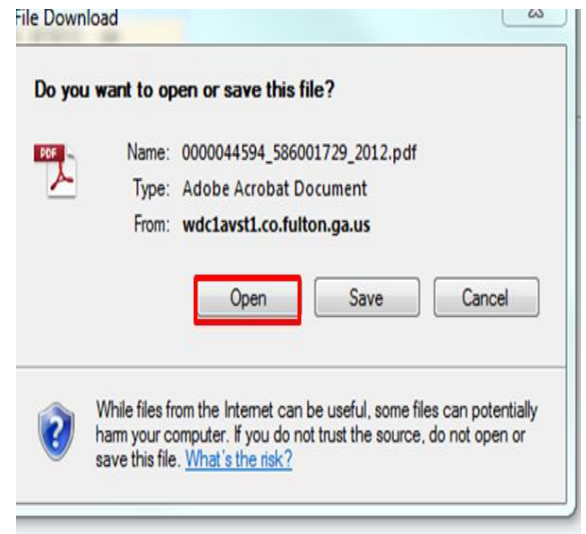 File Download
Do you want to open or save this file?
PDF
Name: 0000044594_586001729_2012.pdf
Type: Adobe Acrobat Document
From: wdc1avst1.co.fulton.ga.us
Open Save Cancel
While files from the Internet can be useful, some files can potentially
harm your computer. If you do not trust the source, do not open or
save this file. What's the risk?